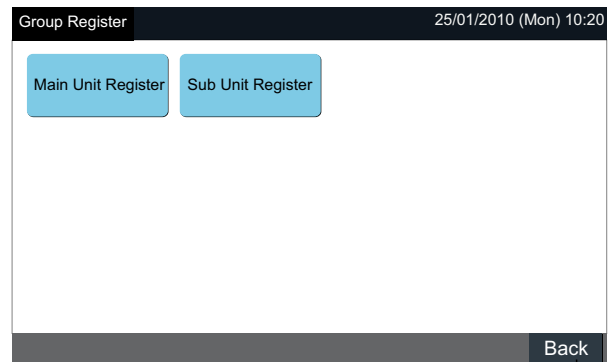 Group Register 25/01/2010 (Mon) 10:20
Main Unit Register Sub Unit Register
Back